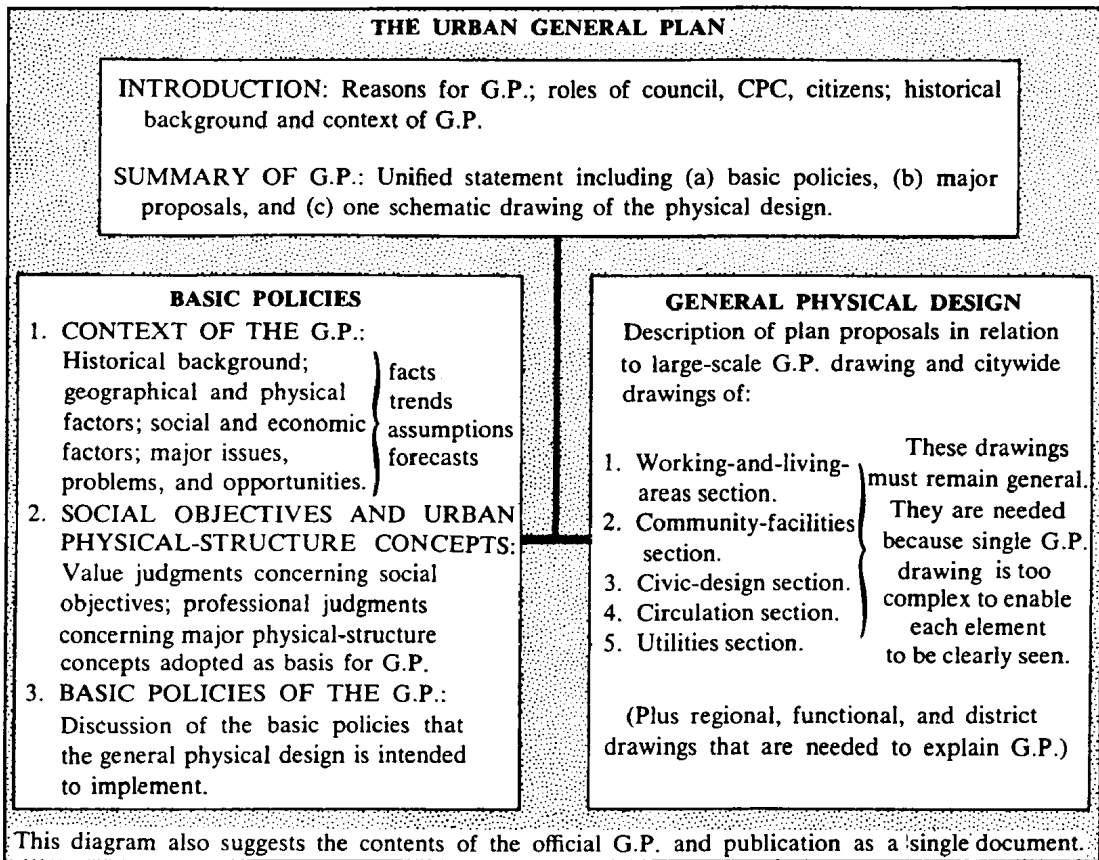 THE URBAN GENERAL PLAN
INTRODUCTION: Reasons for G.P.; roles of council, CPC, citizens; historical
background and context of G.P.
SUMMARY OF G.P.: Unified statement including (a) basic policies, (b) major
proposals, and (c) one schematic drawing of the physical design.
BASIC POLICIES
1. CONTEXT OF THE G.P.:
Historical background;
geographical and physical
factors; social and economic
factors; major issues,
problems, and opportunities.
facts
trends
assumptions
forecasts
2. SOCIAL OBJECTIVES AND URBAN
PHYSICAL-STRUCTURE CONCEPTS:
Value judgments concerning social
objectives; professional judgments
concerning major physical-structure
concepts adopted as basis for G.P.
3. BASIC POLICIES OF THE G.P.:
Discussion of the basic policies that
the general physical design is intended
to implement.
GENERAL PHYSICAL DESIGN
Description of plan proposals in relation
to large-scale G.P. drawing and citywide
drawings of:
1. Working-and-living-
areas section.
2. Community-facilities
section.
3. Civic-design section.
4. Circulation section.
5. Utilities section.
These drawings
must remain general.
They are needed
because single G.P.
drawing is too
complex to enable
each element
to be clearly seen.
(Plus regional, functional, and district
drawings that are needed to explain G.P.)
This diagram also suggests the contents of the official G.P. and publication as a single document.